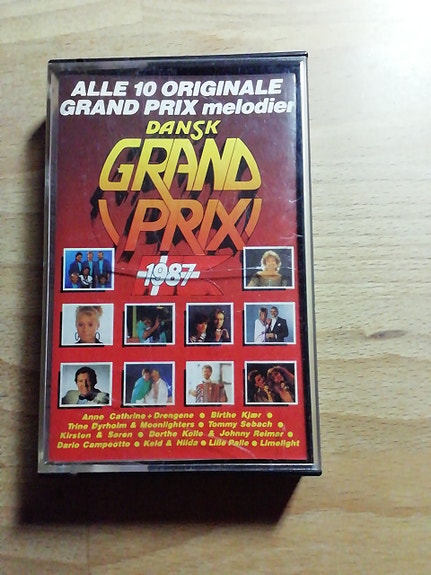 ALLE 10 ORIGINALE
GRAND PRIX melodier
DANSK
GRAND
PRIX
1987
Anne Cathrine + Drengene ● Birthe Kjær ●
Trine Dyrholm & Moonlighters ● Tommy Seebach ●
Kirsten & Søren ● Dorthe Kollo & Johnny Reimar ●
Dario Campeotto ● Keld & Hilda ● Lille Palle ● Limelight